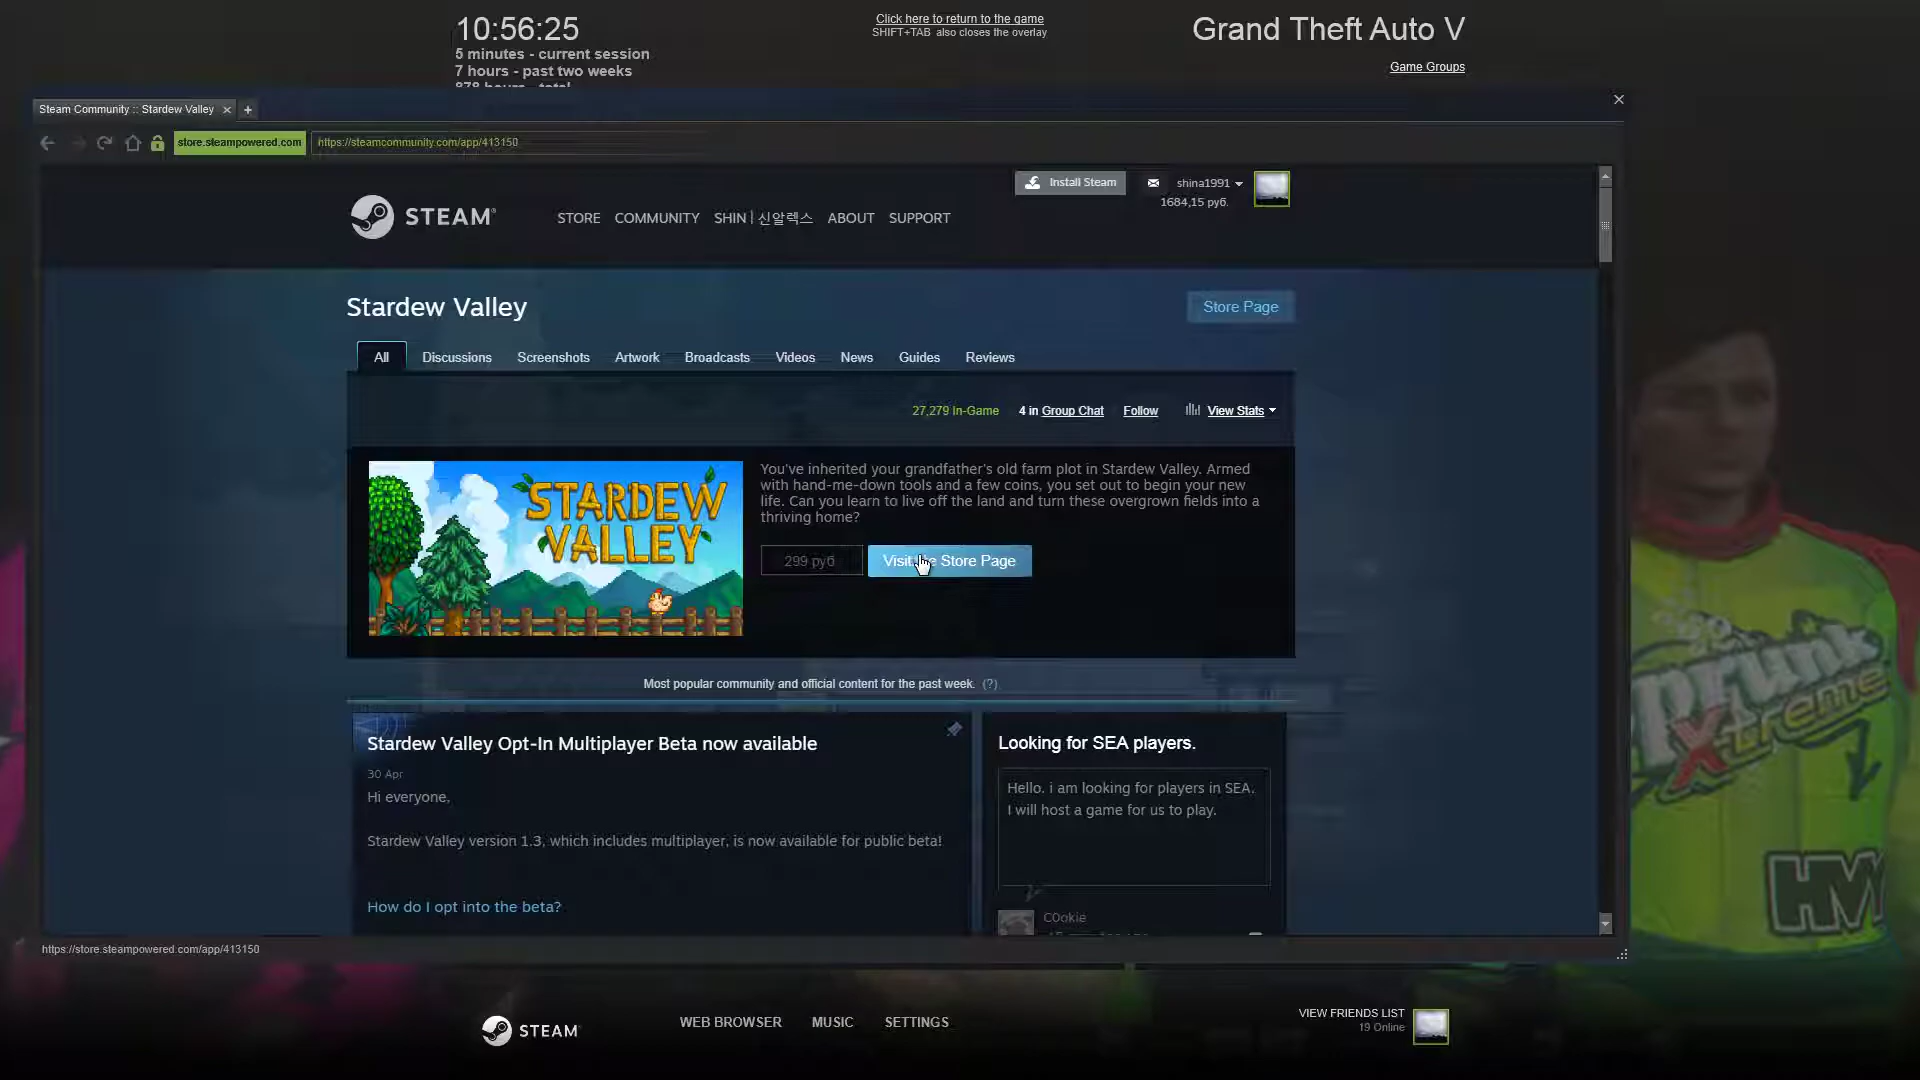 10:56:25
5 minutes - current session
7 hours - past two weeks
878 hours - total
Click here to return to the game
SHIFT+TAB also closes the overlay
Grand Theft Auto V
Game Groups
Steam Community :: Stardew Valley
store.steampowered.com
https://steamcommunity.com/app/413150
Install Steam
shina1991
1684,15 руб.
STEAM
STORE COMMUNITY SHIN | 신알렉스 ABOUT SUPPORT
Stardew Valley
Store Page
All Discussions Screenshots Artwork Broadcasts Videos News Guides Reviews
27,279 In-Game 4 in Group Chat Follow View Stats
STARDEW
VALLEY
You've inherited your grandfather's old farm plot in Stardew Valley. Armed
with hand-me-down tools and a few coins, you set out to begin your new
life. Can you learn to live off the land and turn these overgrown fields into a
thriving home?
299 руб
Visit the Store Page
Most popular community and official content for the past week. (?)
Stardew Valley Opt-In Multiplayer Beta now available
30 Apr
Hi everyone,
Stardew Valley version 1.3, which includes multiplayer, is now available for public beta!
How do I opt into the beta?
Looking for SEA players.
Hello. i am looking for players in SEA.
I will host a game for us to play.
C0okie
https://store.steampowered.com/app/413150
Sprunk
Xtreme
STEAM
WEB BROWSER MUSIC SETTINGS
VIEW FRIENDS LIST
19 Online